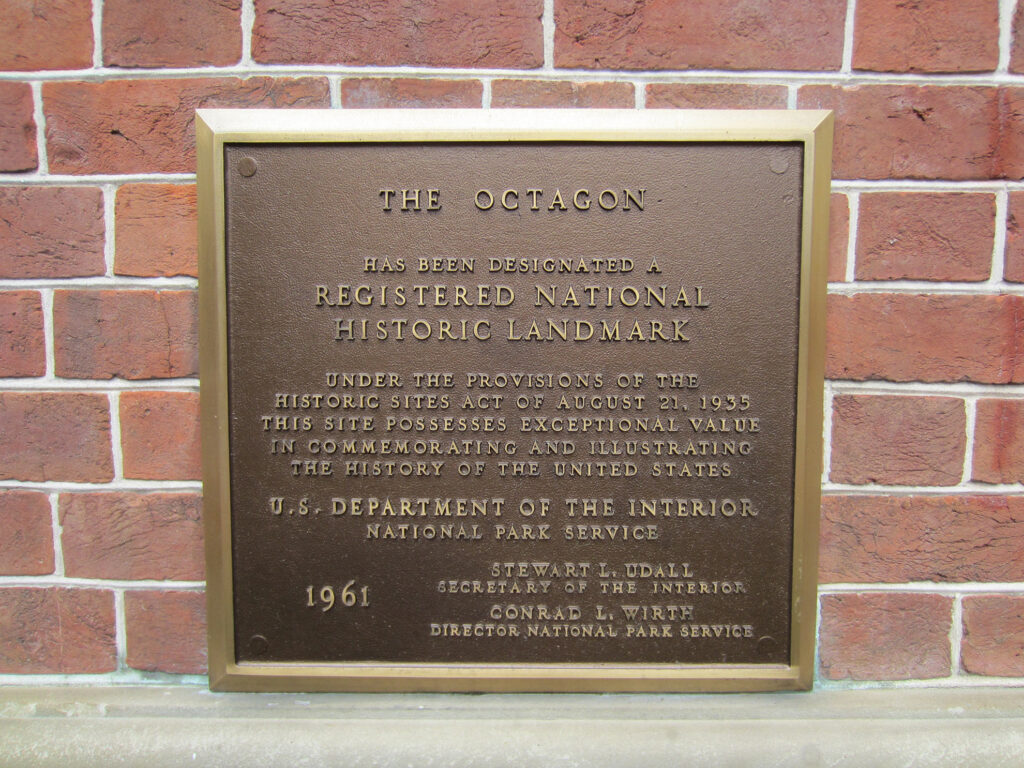 THE OCTAGON
HAS BEEN DESIGNATED A
REGISTERED NATIONAL
HISTORIC LANDMARK
UNDER THE PROVISIONS OF THE
HISTORIC SITES ACT OF AUGUST 21, 1935
THIS SITE POSSESSES EXCEPTIONAL VALUE
IN COMMEMORATING AND ILLUSTRATING
THE HISTORY OF THE UNITED STATES
U.S. DEPARTMENT OF THE INTERIOR
NATIONAL PARK SERVICE
STEWART L. UDALL
SECRETARY OF THE INTERIOR
1961
CONRAD L. WIRTH
DIRECTOR NATIONAL PARK SERVICE